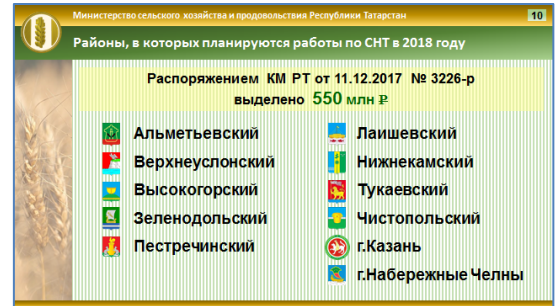 Министерство сельского хозяйства и продовольствия Республики Татарстан
10
Районы, в которых планируются работы по СНТ в 2018 году
Распоряжением КМ РТ от 11.12.2017 № 3226-р
выделено 550 млн ₽
Альметьевский
Верхнеуслонский
Высокогорский
Зеленодольский
Пестречинский
Лаишевский
Нижнекамский
Тукаевский
Чистопольский
г.Казань
г.Набережные Челны